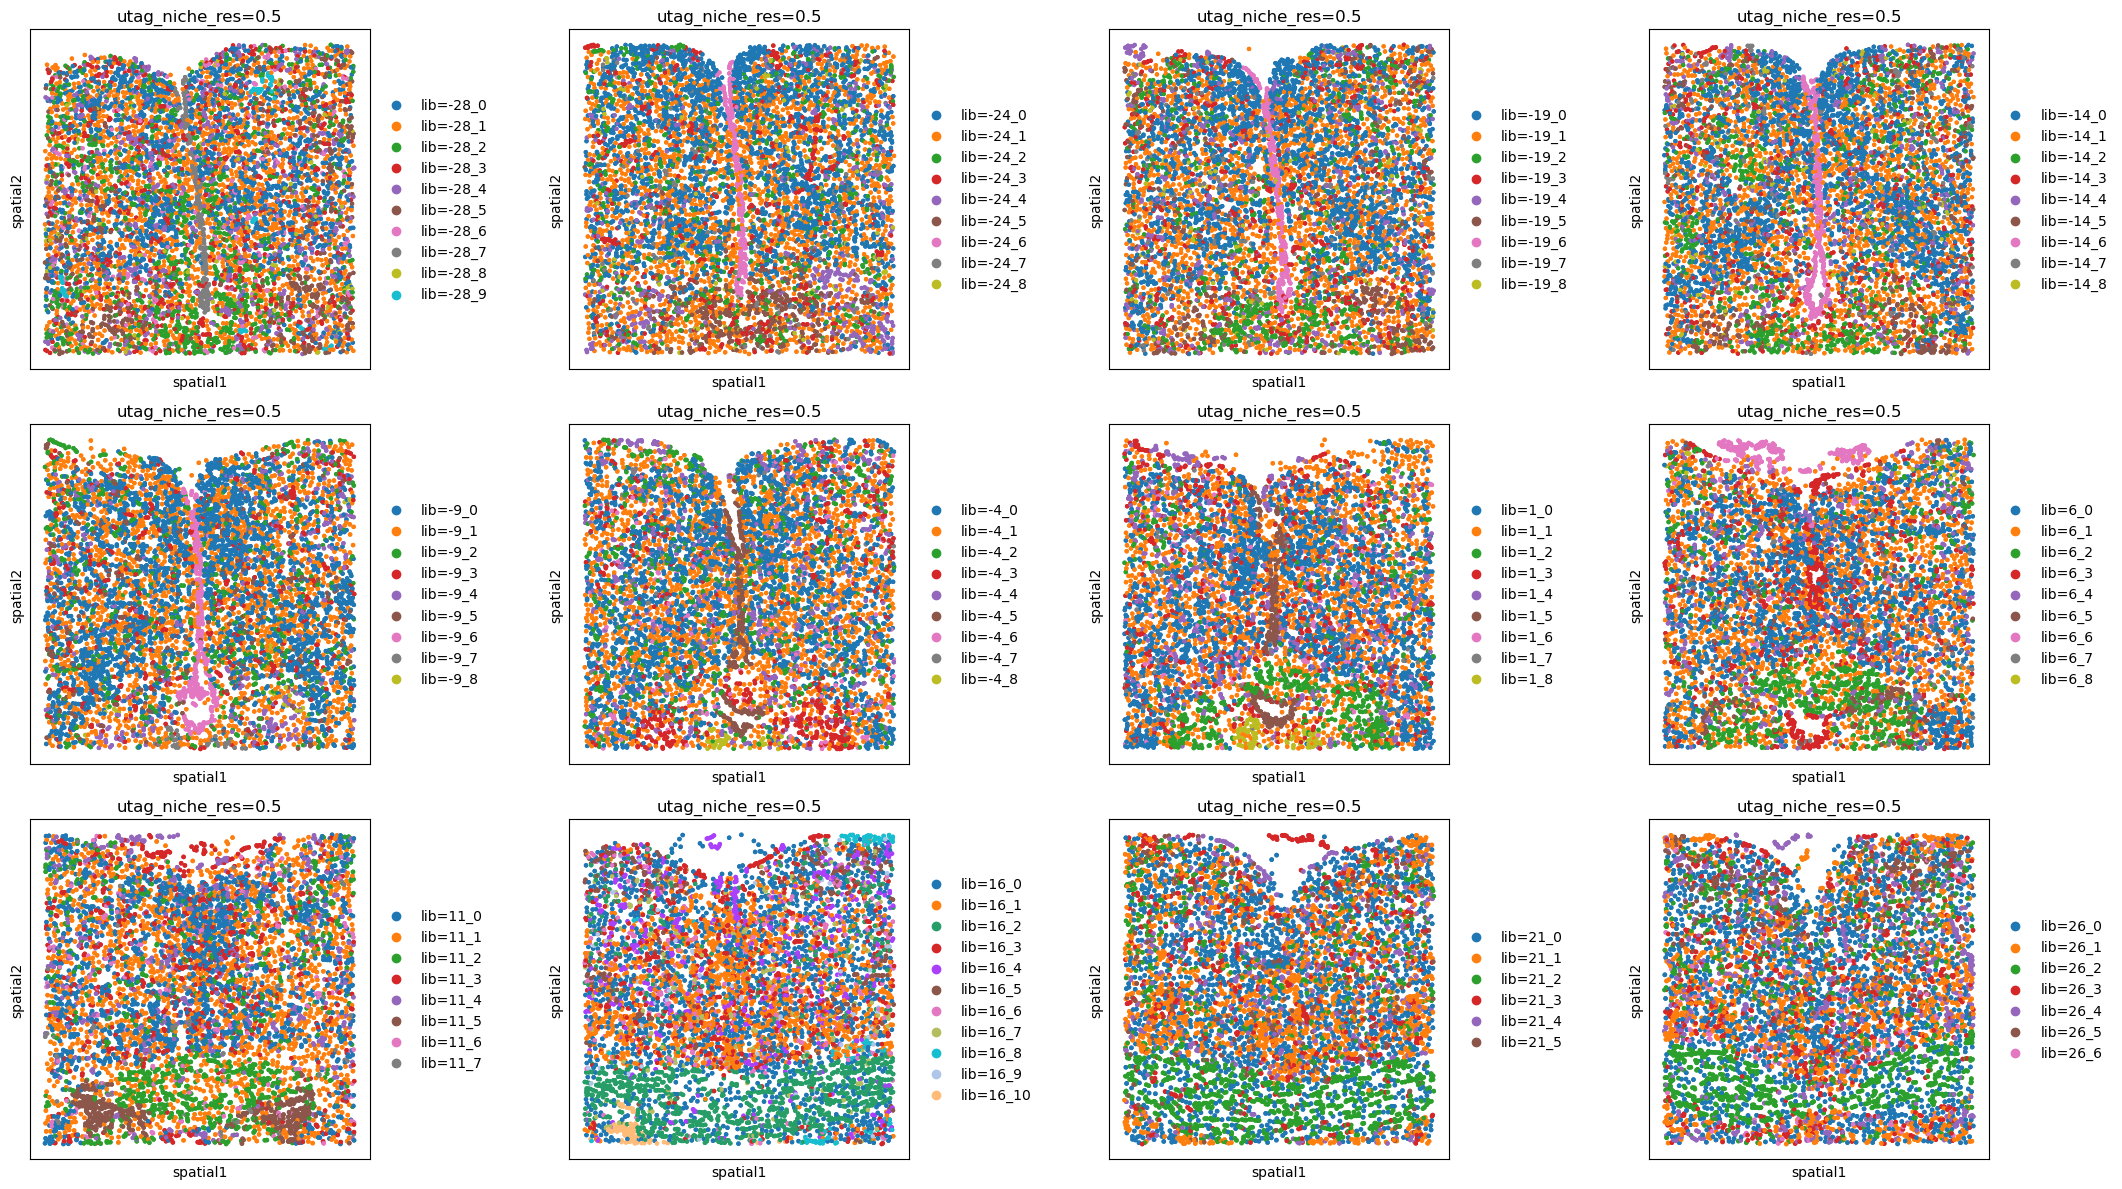 utag_niche_res=0.5
spatial2
spatial1
lib=-28_0
lib=-28_1
lib=-28_2
lib=-28_3
lib=-28_4
lib=-28_5
lib=-28_6
lib=-28_7
lib=-28_8
lib=-28_9
utag_niche_res=0.5
spatial2
spatial1
lib=-24_0
lib=-24_1
lib=-24_2
lib=-24_3
lib=-24_4
lib=-24_5
lib=-24_6
lib=-24_7
lib=-24_8
utag_niche_res=0.5
spatial2
spatial1
lib=-19_0
lib=-19_1
lib=-19_2
lib=-19_3
lib=-19_4
lib=-19_5
lib=-19_6
lib=-19_7
lib=-19_8
utag_niche_res=0.5
spatial2
spatial1
lib=-14_0
lib=-14_1
lib=-14_2
lib=-14_3
lib=-14_4
lib=-14_5
lib=-14_6
lib=-14_7
lib=-14_8
utag_niche_res=0.5
spatial2
spatial1
lib=-9_0
lib=-9_1
lib=-9_2
lib=-9_3
lib=-9_4
lib=-9_5
lib=-9_6
lib=-9_7
lib=-9_8
utag_niche_res=0.5
spatial2
spatial1
lib=-4_0
lib=-4_1
lib=-4_2
lib=-4_3
lib=-4_4
lib=-4_5
lib=-4_6
lib=-4_7
lib=-4_8
utag_niche_res=0.5
spatial2
spatial1
lib=1_0
lib=1_1
lib=1_2
lib=1_3
lib=1_4
lib=1_5
lib=1_6
lib=1_7
lib=1_8
utag_niche_res=0.5
spatial2
spatial1
lib=6_0
lib=6_1
lib=6_2
lib=6_3
lib=6_4
lib=6_5
lib=6_6
lib=6_7
lib=6_8
utag_niche_res=0.5
spatial2
spatial1
lib=11_0
lib=11_1
lib=11_2
lib=11_3
lib=11_4
lib=11_5
lib=11_6
lib=11_7
utag_niche_res=0.5
spatial2
spatial1
lib=16_0
lib=16_1
lib=16_2
lib=16_3
lib=16_4
lib=16_5
lib=16_6
lib=16_7
lib=16_8
lib=16_9
lib=16_10
utag_niche_res=0.5
spatial2
spatial1
lib=21_0
lib=21_1
lib=21_2
lib=21_3
lib=21_4
lib=21_5
utag_niche_res=0.5
spatial2
spatial1
lib=26_0
lib=26_1
lib=26_2
lib=26_3
lib=26_4
lib=26_5
lib=26_6